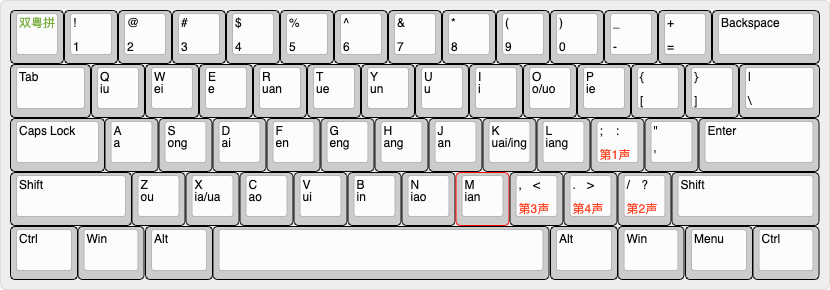 双粤拼
!
1
@
2
#
3
$
4
%
5
^
6
&
7
*
8
(
9
)
0
_
-
+
=
Backspace
Tab
Q
iu
W
ei
E
e
R
uan
T
ue
Y
un
U
u
I
i
O
o/uo
P
ie
{
[
}
]
|
\
Caps Lock
A
a
S
ong
D
ai
F
en
G
eng
H
ang
J
an
K
uai/ing
L
iang
; :
第1声
"
'
Enter
Shift
Z
ou
X
ia/ua
C
ao
V
ui
B
in
N
iao
M
ian
, <
第3声
. >
第4声
/ ?
第2声
Shift
Ctrl
Win
Alt
Alt
Win
Menu
Ctrl